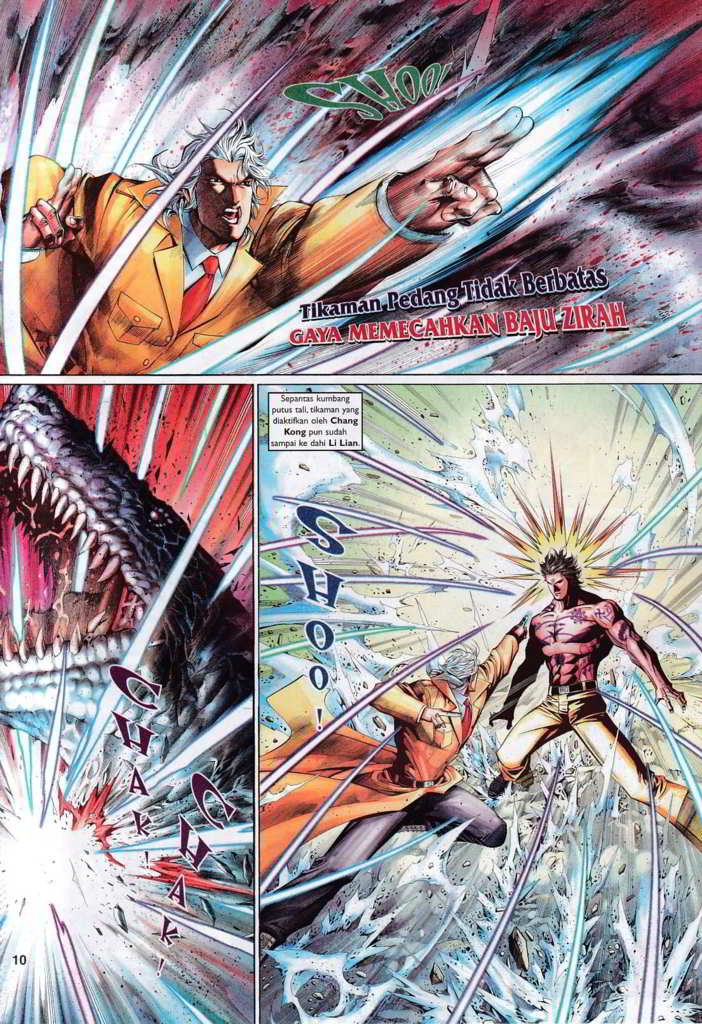 SHOO!
Tikaman Pedang Tidak Berbatas
GAYA MEMECAHKAN BAJU ZIRAH
CHAK!
CHAK!
Sepantas kumbang
putus tali, tikaman yang
diaktifkan oleh Chang
Kong pun sudah
sampai ke dahi Li Lian.
SHOO!
10